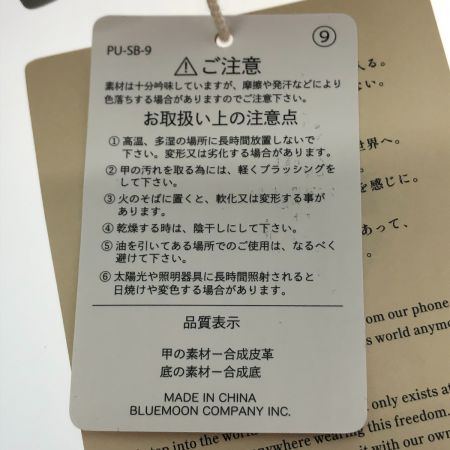 PU-SB-9
⑨
⚠ご注意
素材は十分吟味していますが、摩擦や発汗などにより
色落ちする場合がありますのでご注意下さい。
お取扱い上の注意点
①高温、多湿の場所に長時間放置しないで
下さい。変形又は劣化する場合があります。
②甲の汚れを取る為には、軽くブラッシングを
して下さい。
③火のそばに置くと、軟化又は変形する事が
あります。
④乾燥する時は、陰干しにして下さい。
⑤油を引いてある場所でのご使用は、なるべく
避けて下さい。
⑥太陽光や照明器具に長時間照射されると
日焼けや変色する場合があります。
品質表示
甲の素材ー合成皮革
底の素材ー合成底
MADE IN CHINA
BLUEMOON COMPANY INC.
入る。
ない。
世界へ。
を感じに。
あって、
い。
om our phone
s world anymo
only exists at
step into the world
anywhere wearing this freedom.
e with our own